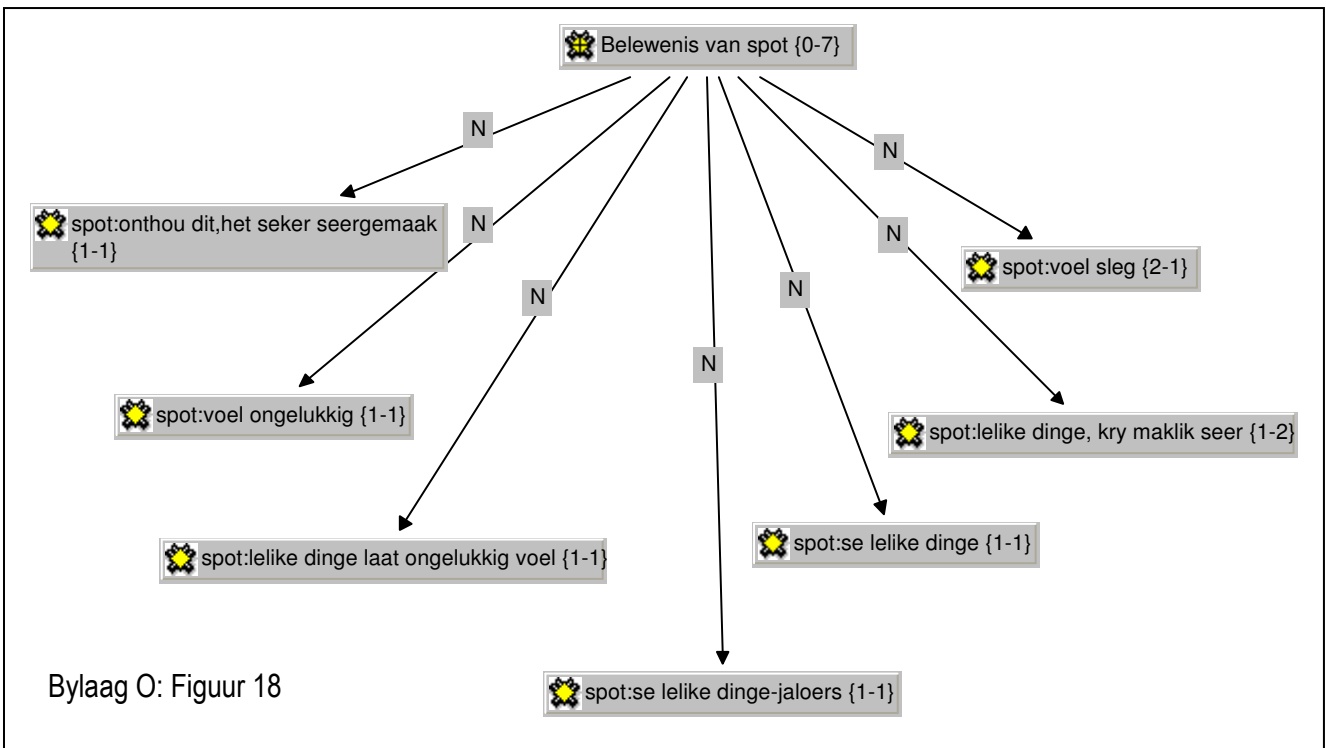 Belewenis van spot {0-7}
N
N
N
N
N
N
N
spot:onthou dit,het seker seergemaak
{1-1}
spot:voel sleg {2-1}
spot:voel ongelukkig {1-1}
spot:lelike dinge, kry maklik seer {1-2}
spot:lelike dinge laat ongelukkig voel {1-1}
spot:se lelike dinge {1-1}
spot:se lelike dinge-jaloers {1-1}
Bylaag O: Figuur 18